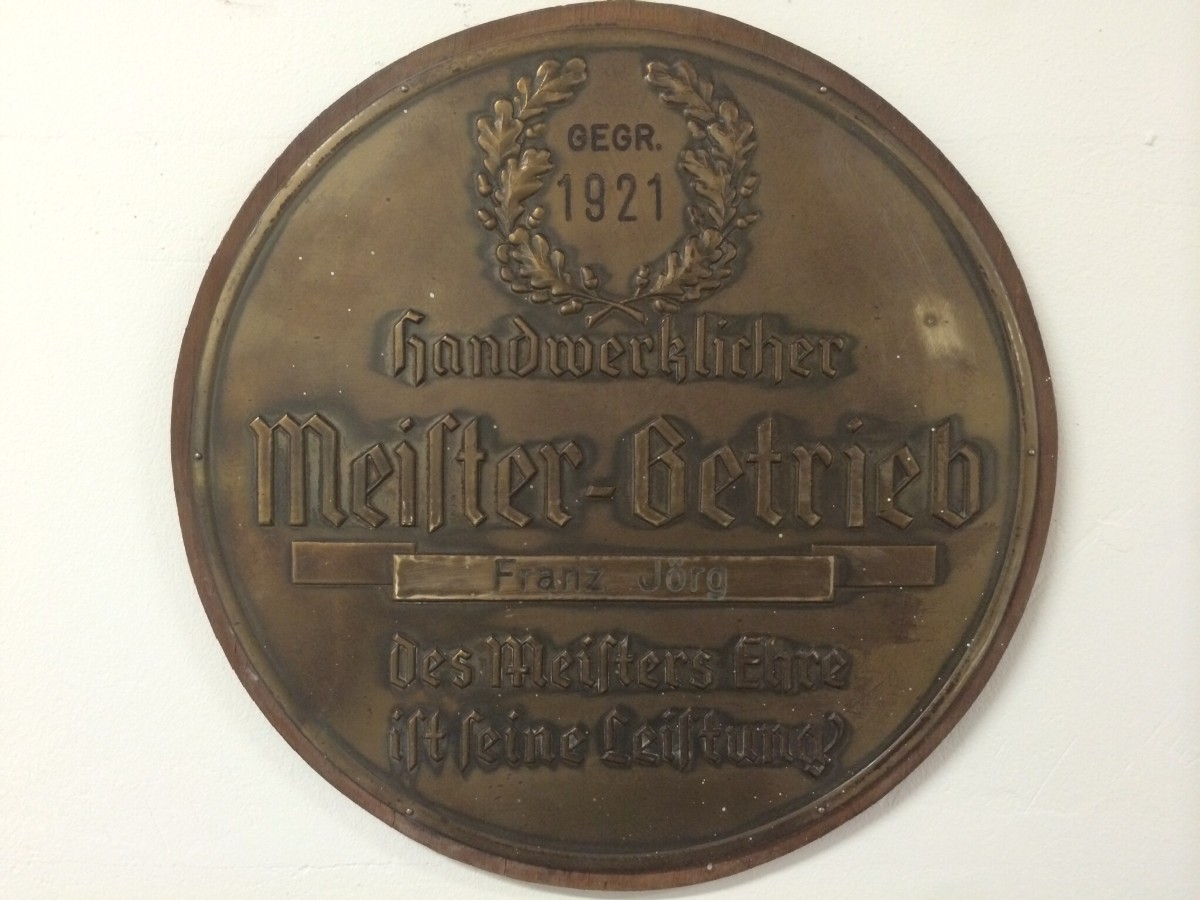 GEGR.
1921
Handwerklicher
Meiſter-Betrieb
Franz Jörg
Des Meiſters Ehre
iſt ſeine Leiſtung